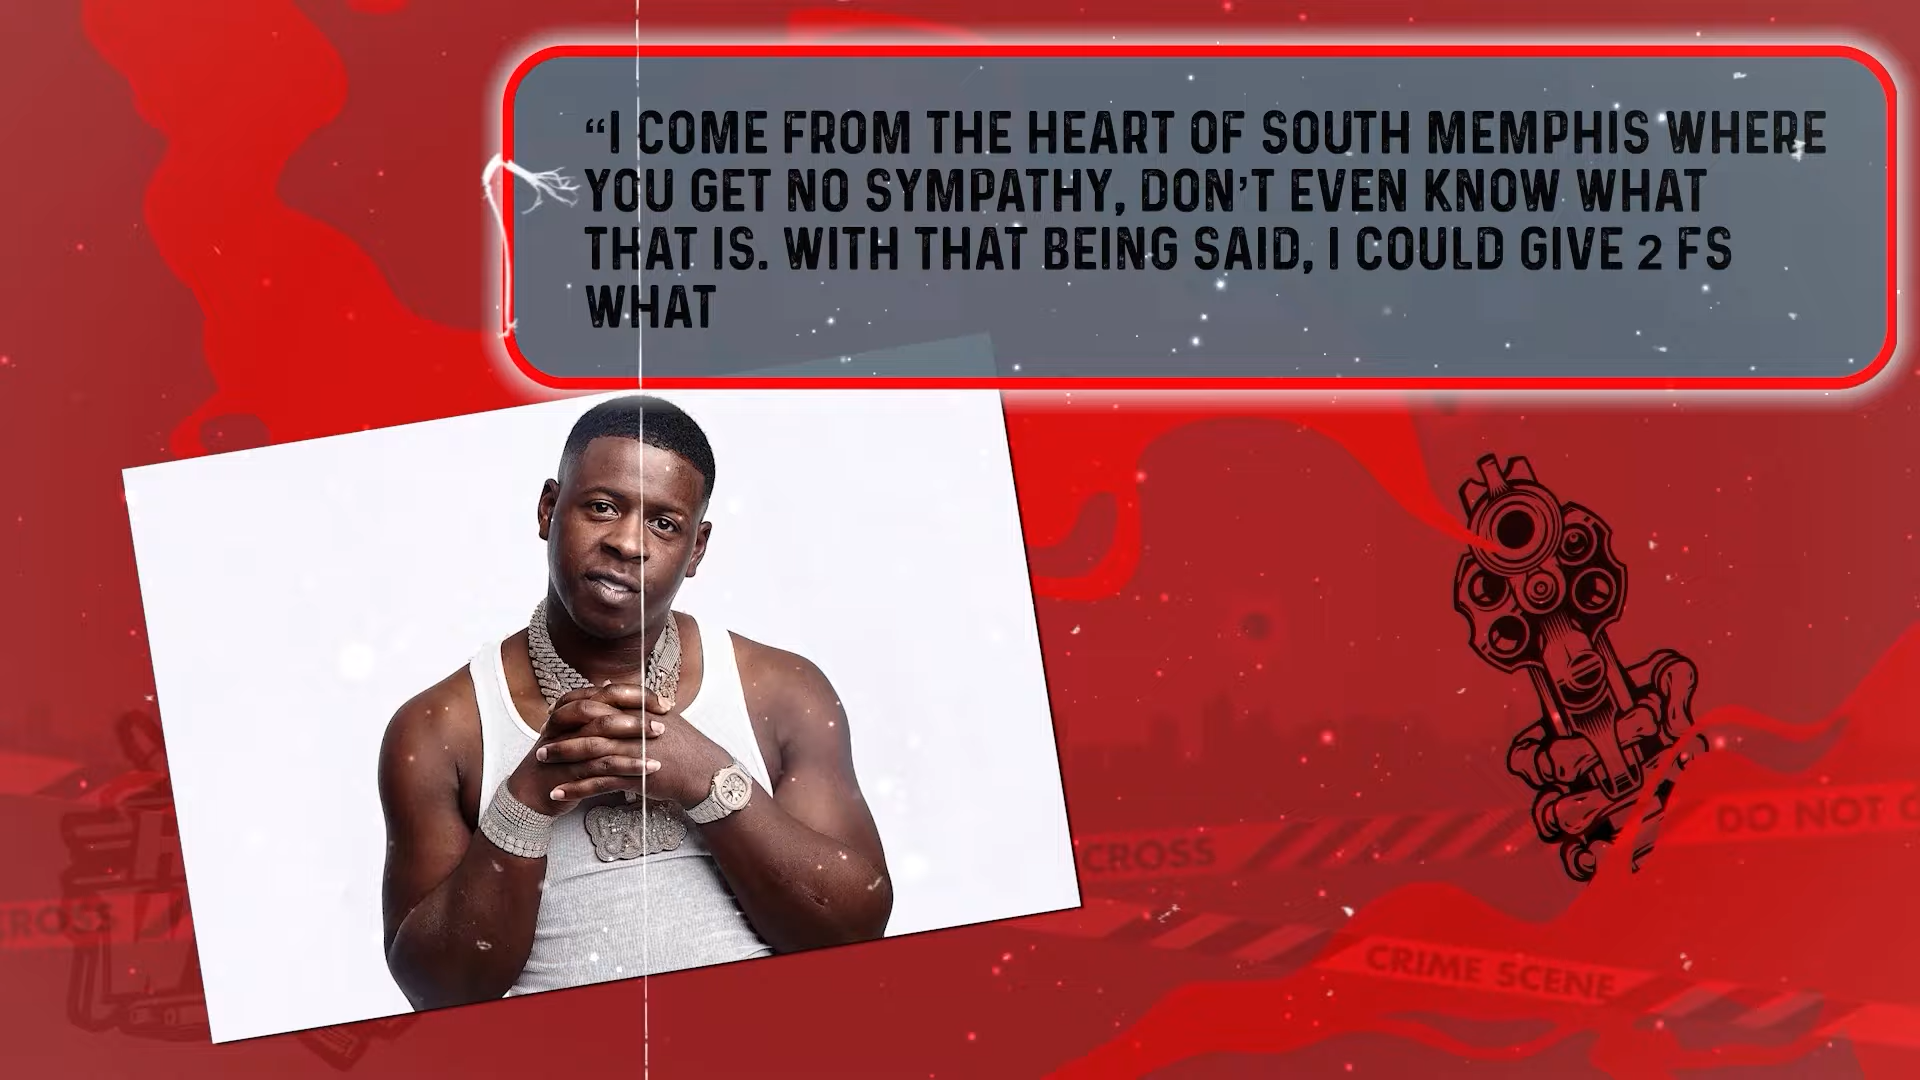 “I COME FROM THE HEART OF SOUTH MEMPHIS WHERE
YOU GET NO SYMPATHY, DON’T EVEN KNOW WHAT
THAT IS. WITH THAT BEING SAID, I COULD GIVE 2 FS
WHAT
CROSS
DO NOT C
CROSS
CRIME SCENE